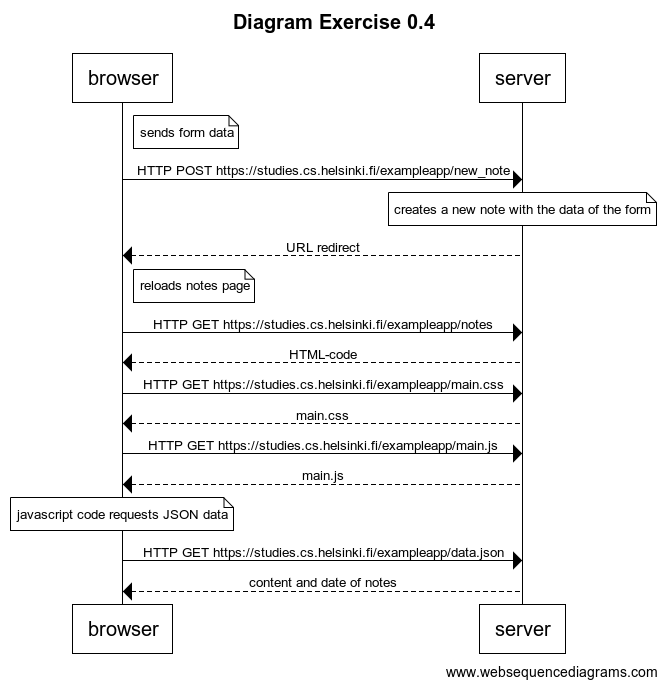 Diagram Exercise 0.4
browser
server
sends form data
HTTP POST https://studies.cs.helsinki.fi/exampleapp/new_note
creates a new note with the data of the form
URL redirect
reloads notes page
HTTP GET https://studies.cs.helsinki.fi/exampleapp/notes
HTML-code
HTTP GET https://studies.cs.helsinki.fi/exampleapp/main.css
main.css
HTTP GET https://studies.cs.helsinki.fi/exampleapp/main.js
main.js
javascript code requests JSON data
HTTP GET https://studies.cs.helsinki.fi/exampleapp/data.json
content and date of notes
browser
server
www.websequencediagrams.com